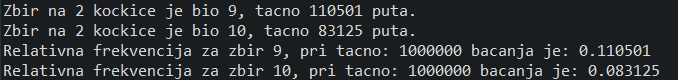 Zbir na 2 kockice je bio 9, tacno 110501 puta.
Zbir na 2 kockice je bio 10, tacno 83125 puta.
Relativna frekvencija za zbir 9, pri tacno: 1000000 bacanja je: 0.110501
Relativna frekvencija za zbir 10, pri tacno: 1000000 bacanja je: 0.083125